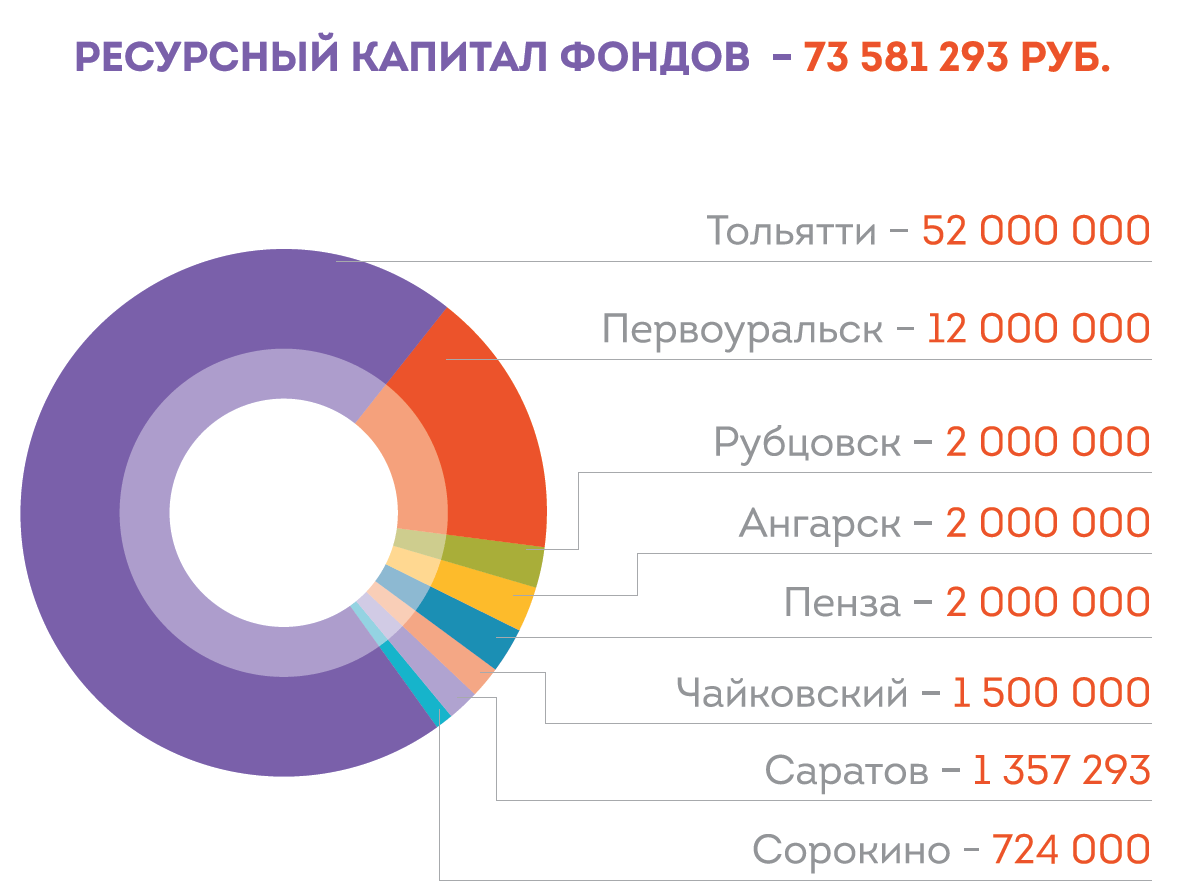 РЕСУРСНЫЙ КАПИТАЛ ФОНДОВ – 73 581 293 РУБ.
Тольятти – 52 000 000
Первоуральск – 12 000 000
Рубцовск – 2 000 000
Ангарск – 2 000 000
Пенза – 2 000 000
Чайковский – 1 500 000
Саратов – 1 357 293
Сорокино – 724 000